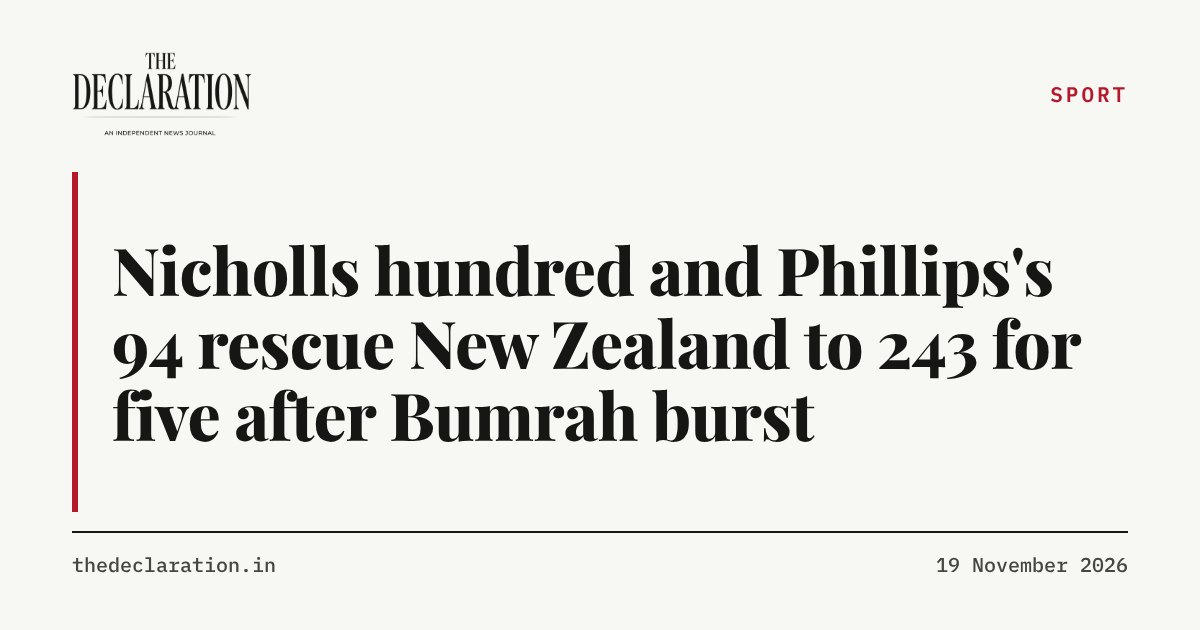 THE
DECLARATION
AN INDEPENDENT NEWS JOURNAL
SPORT
Nicholls hundred and Phillips's
94 rescue New Zealand to 243 for
five after Bumrah burst
thedeclaration.in
19 November 2026